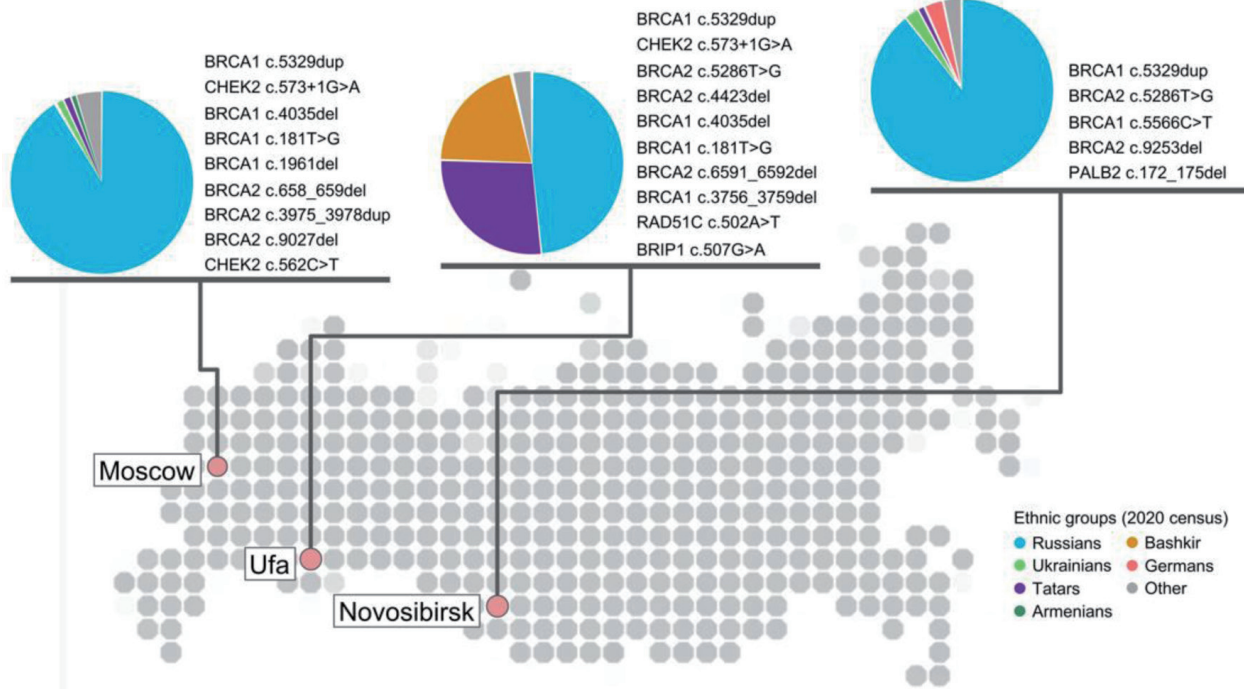 BRCA1 c.5329dup
CHEK2 c.573+1G>A
BRCA1 c.4035del
BRCA1 c.181T>G
BRCA1 c.1961del
BRCA2 c.658_659del
BRCA2 c.3975_3978dup
BRCA2 c.9027del
CHEK2 c.562C>T
BRCA1 c.5329dup
CHEK2 c.573+1G>A
BRCA2 c.5286T>G
BRCA2 c.4423del
BRCA1 c.4035del
BRCA1 c.181T>G
BRCA2 c.6591_6592del
BRCA1 c.3756_3759del
RAD51C c.502A>T
BRIP1 c.507G>A
BRCA1 c.5329dup
BRCA2 c.5286T>G
BRCA1 c.5566C>T
BRCA2 c.9253del
PALB2 c.172_175del
Moscow
Ufa
Novosibirsk
Ethnic groups (2020 census)
Russians
Ukrainians
Tatars
Armenians
Bashkir
Germans
Other